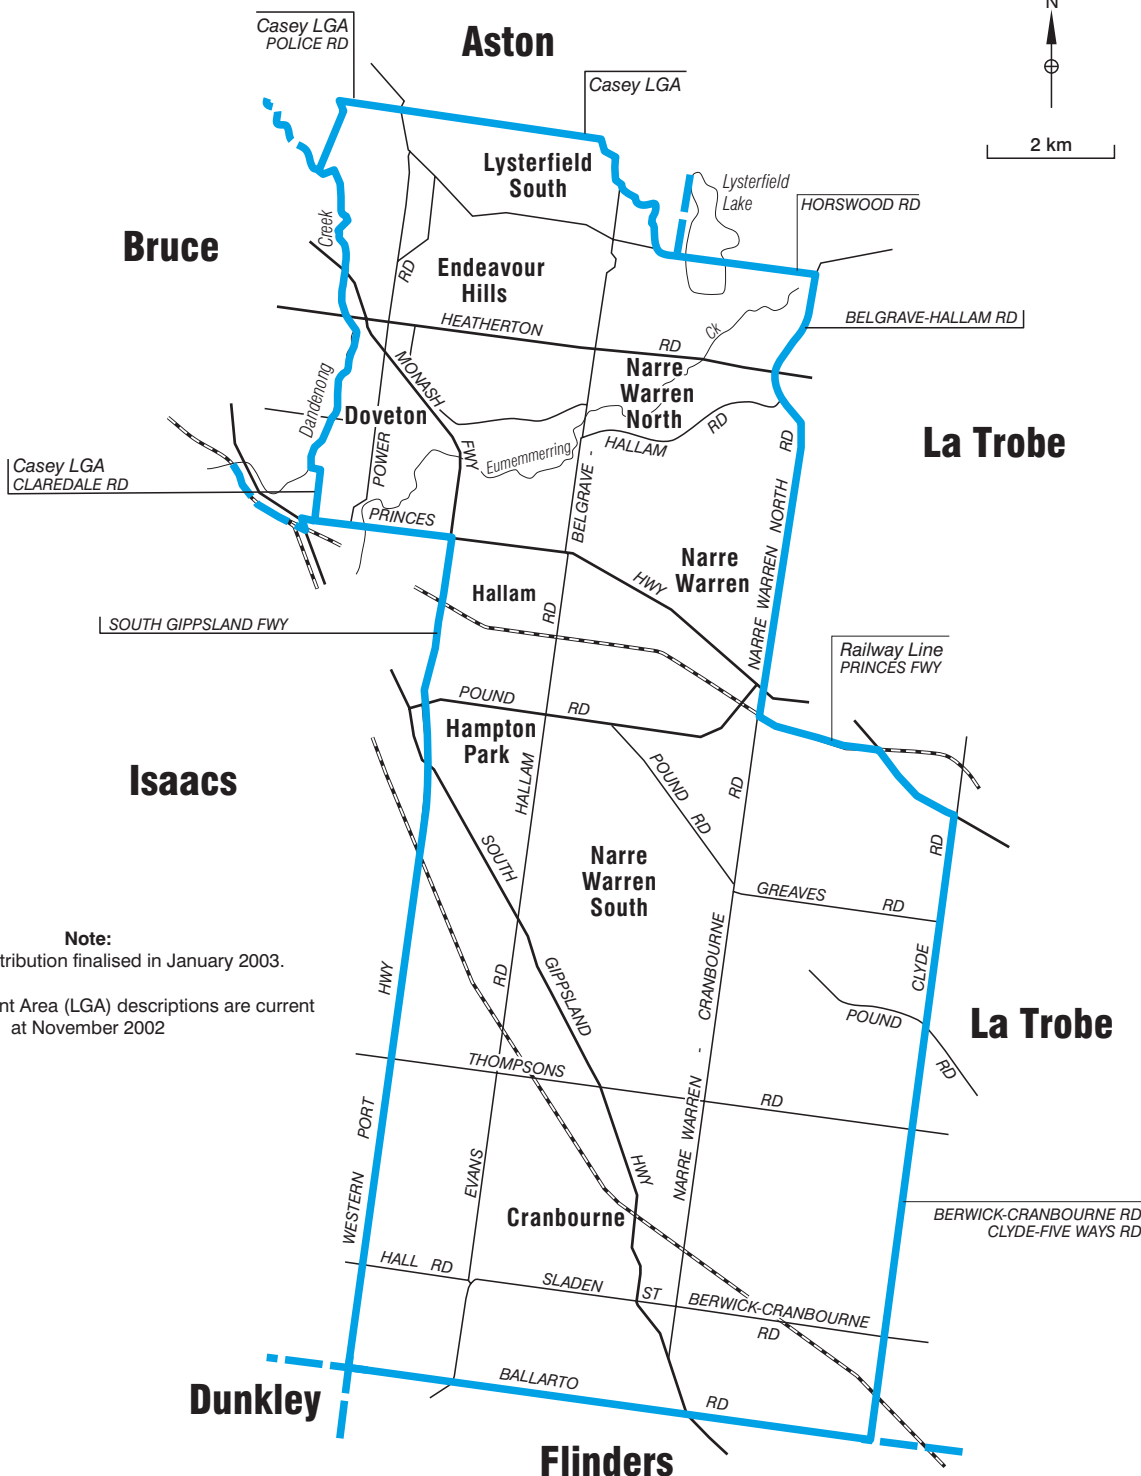 Casey LGA
POLICE RD
Aston
N
Casey LGA
2 km
Lysterfield
South
Lysterfield
Lake
HORSWOOD RD
Bruce
Creek
RD
Endeavour
Hills
BELGRAVE-HALLAM RD
HEATHERTON
RD
Ck
MONASH
Narre
Warren
North
Dandenong
Doveton
POWER
FWY
Eumemmerring
HALLAM
RD
RD
La Trobe
Casey LGA
CLAREDALE RD
PRINCES
BELGRAVE -
NARRE WARREN NORTH
Narre
Warren
Hallam
HWY
RD
SOUTH GIPPSLAND FWY
Railway Line
PRINCES FWY
POUND
RD
Hampton
Park
Isaacs
HALLAM
POUND
RD
RD
SOUTH
RD
Narre
Warren
South
GREAVES
RD
Note:
tribution finalised in January 2003.
nt Area (LGA) descriptions are current
at November 2002
HWY
RD
GIPPSLAND
NARRE WARREN - CRANBOURNE
CLYDE
POUND
RD
La Trobe
THOMPSONS
RD
WESTERN PORT
EVANS
HWY
Cranbourne
BERWICK-CRANBOURNE RD
CLYDE-FIVE WAYS RD
HALL RD
SLADEN
ST
BERWICK-CRANBOURNE
RD
BALLARTO
RD
Dunkley
Flinders